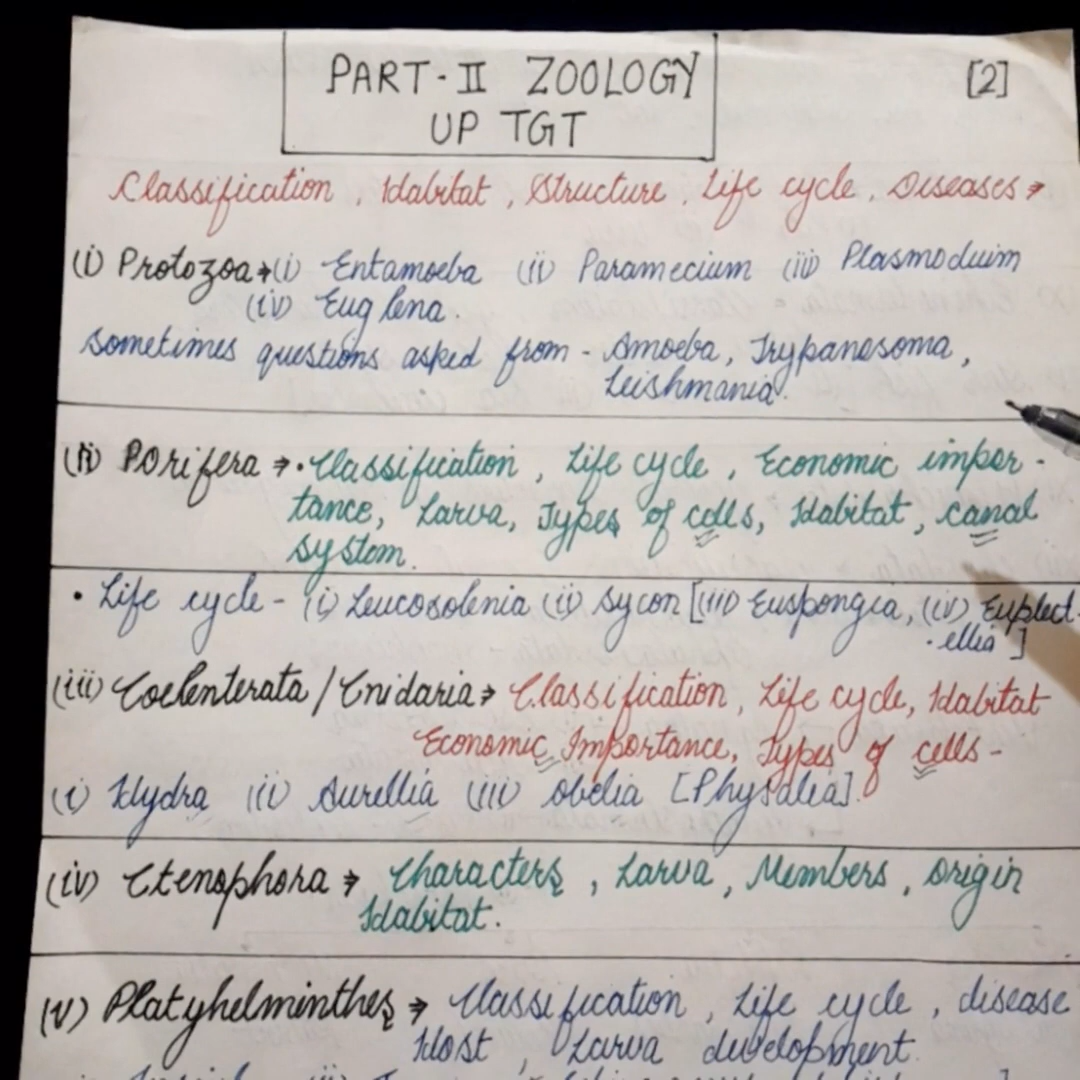 PART-II ZOOLOGY [2]
UP TGT
Classification, Habitat, Structure, Life cycle, Diseases →
(i) Protozoa → (i) Entamoeba (ii) Paramecium (iii) Plasmoduim
(iv) Euglena.
Sometimes questions asked from - Amoeba, Trypanosoma,
Leishmania.
(ii) Porifera → • Classification, Life cycle, Economic impor-
tance, Larva, Types of cells, Habitat, canal
system.
• Life cycle - (i) Leucosolenia (ii) Sycon [(iii) Euspongia, (iv) Euplect-
-ellia]
(iii) Coelenterata / Cnidaria → Classification, Life cycle, Habitat
Economic Importance, Types of cells -
(i) Hydra (ii) Aurellia (iii) Obelia [Physalia].
(iv) Ctenophora → Characters, Larva, Members, Origin
Habitat.
(v) Platyhelminthes → Classification, Life cycle, disease
Host, Larva development.